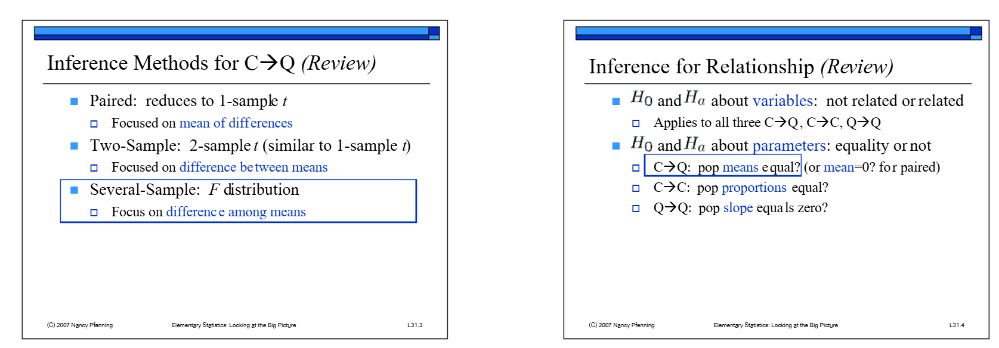 Inference Methods for C→Q (Review)
Paired: reduces to 1-sample t
Focused on mean of differences
Two-Sample: 2-sample t (similar to 1-sample t)
Focused on difference between means
Several-Sample: F distribution
Focus on difference among means
(C) 2007 Nancy Pfenning Elementary Statistics: Looking at the Big Picture L31.3
Inference for Relationship (Review)
H0 and Ha about variables: not related or related
Applies to all three C→Q, C→C, Q→Q
H0 and Ha about parameters: equality or not
C→Q: pop means equal? (or mean=0? for paired)
C→C: pop proportions equal?
Q→Q: pop slope equals zero?
(C) 2007 Nancy Pfenning Elementary Statistics: Looking at the Big Picture L31.4